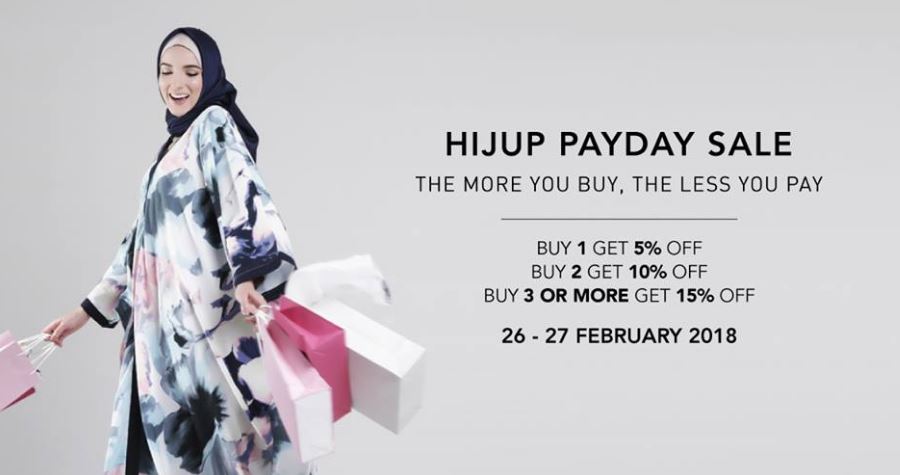 HIJUP PAYDAY SALE
THE MORE YOU BUY, THE LESS YOU PAY
BUY 1 GET 5% OFF
BUY 2 GET 10% OFF
BUY 3 OR MORE GET 15% OFF
26 - 27 FEBRUARY 2018